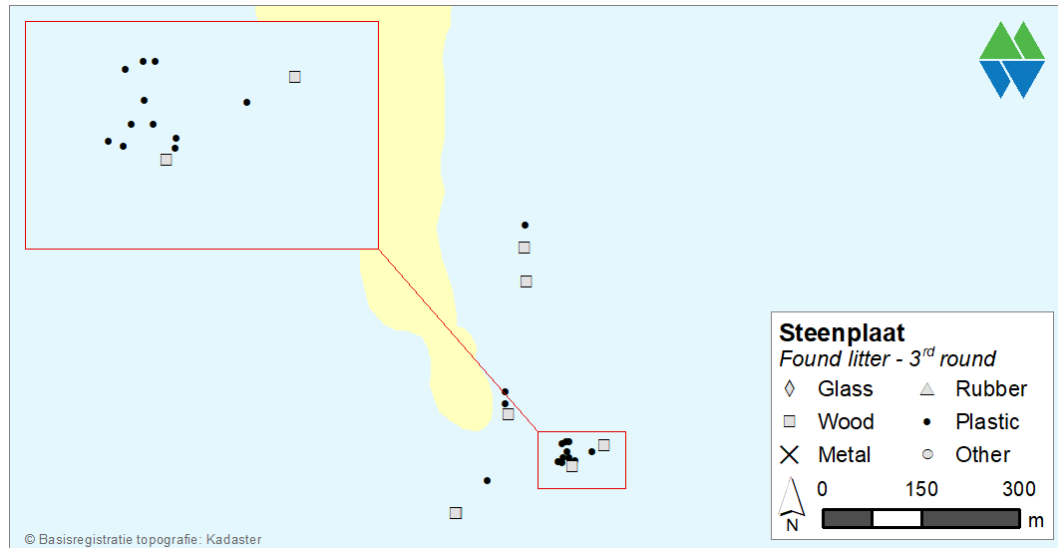 Steenplaat
Found litter - 3rd round
Glass Rubber
Wood Plastic
Metal Other
0 150 300
m
N
© Basisregistratie topografie: Kadaster